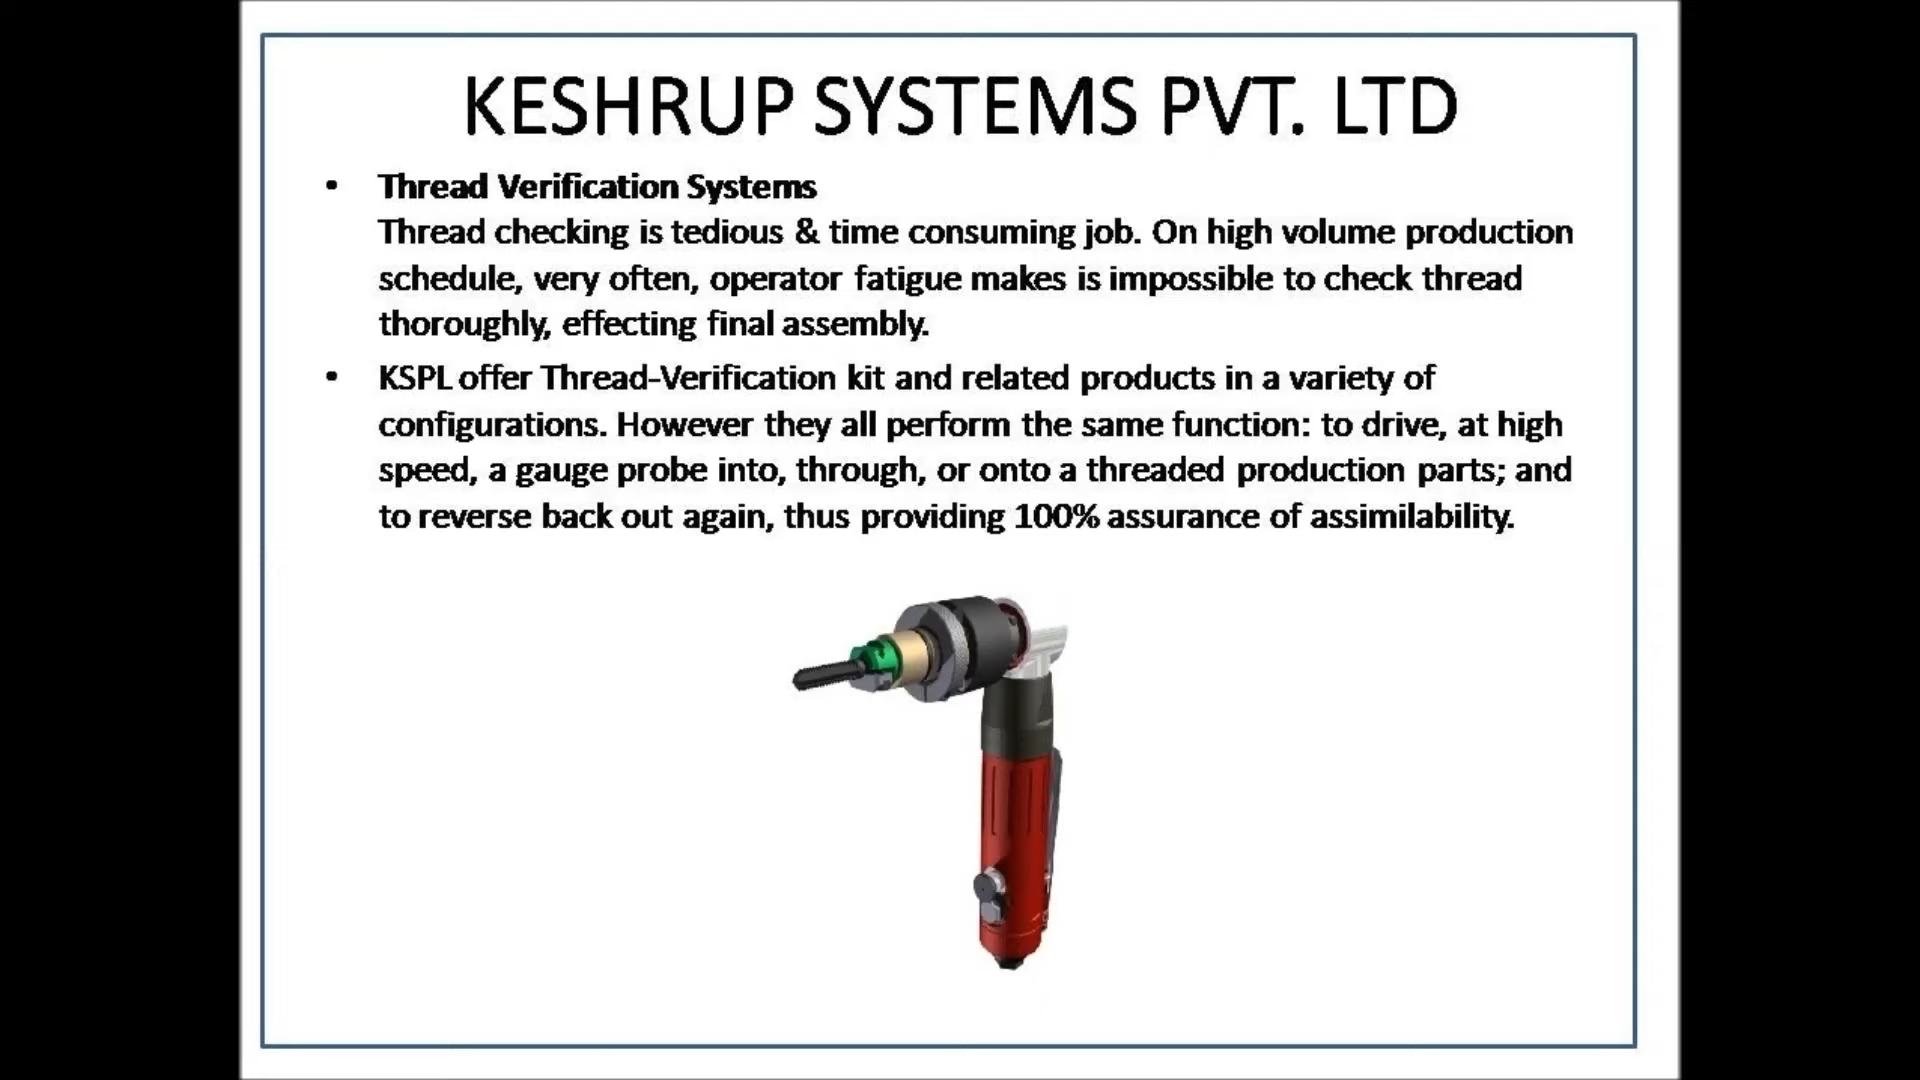 KESHRUP SYSTEMS PVT. LTD
• Thread Verification Systems
Thread checking is tedious & time consuming job. On high volume production
schedule, very often, operator fatigue makes is impossible to check thread
thoroughly, effecting final assembly.
• KSPL offer Thread-Verification kit and related products in a variety of
configurations. However they all perform the same function: to drive, at high
speed, a gauge probe into, through, or onto a threaded production parts; and
to reverse back out again, thus providing 100% assurance of assimilability.